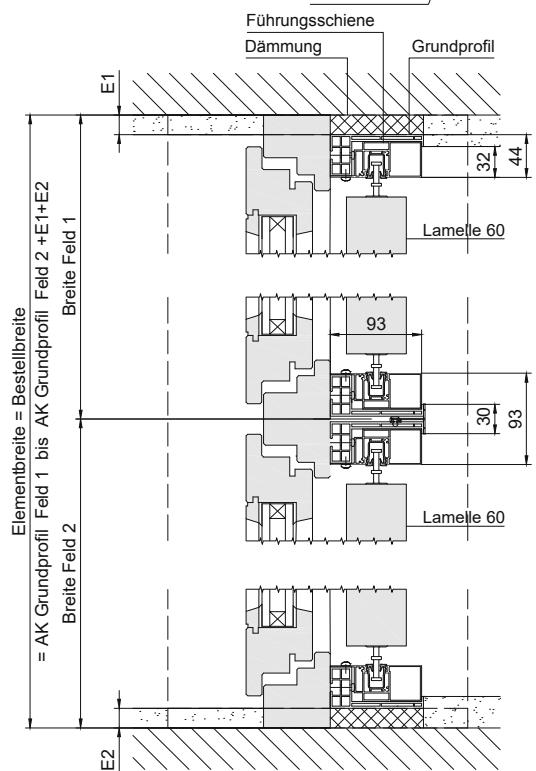 Führungsschiene
Dämmung
Grundprofil
E1
32
44
Lamelle 60
Elementbreite = Bestellbreite
= AK Grundprofil Feld 1 bis AK Grundprofil Feld 2 +E1+E2
Breite Feld 1
93
30
93
Breite Feld 2
Lamelle 60
E2